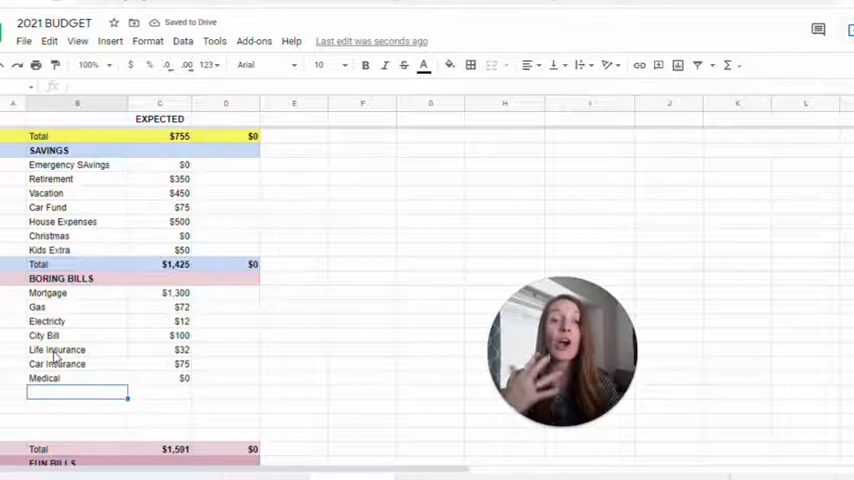 2021 BUDGET Saved to Drive
File Edit View Insert Format Data Tools Add-ons Help Last edit was seconds ago
100% $ % .0 .00 123 Arial 10 B I S A
fx
A B C D E F G H I J K L
EXPECTED
Total $755 $0
SAVINGS
Emergency SAvings $0
Retirement $350
Vacation $450
Car Fund $75
House Expenses $500
Christmas $0
Kids Extra $50
Total $1,425 $0
BORING BILLS
Mortgage $1,300
Gas $72
Electricty $12
City Bill $100
Life Insurance $32
Car Insurance $75
Medical $0
Total $1,591 $0
FUN BILLS